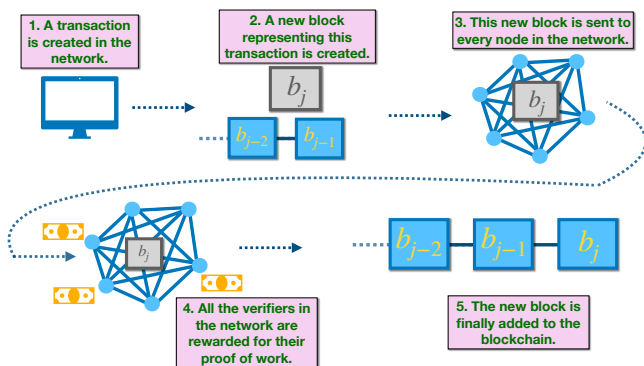 1. A transaction
is created in the
network.
2. A new block
representing this
transaction is created.
b_j
b_{j-2} b_{j-1}
3. This new block is sent to
every node in the network.
b_j
b_j
4. All the verifiers in
the network are
rewarded for their
proof of work.
b_{j-2} b_{j-1} b_j
5. The new block is
finally added to the
blockchain.